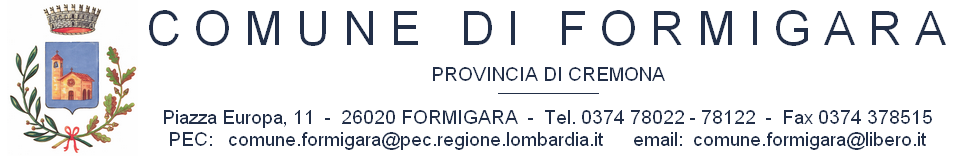 COMUNE DI FORMIGARA
PROVINCIA DI CREMONA
Piazza Europa, 11 - 26020 FORMIGARA - Tel. 0374 78022 - 78122 - Fax 0374 378515
PEC: comune.formigara@pec.regione.lombardia.it email: comune.formigara@libero.it